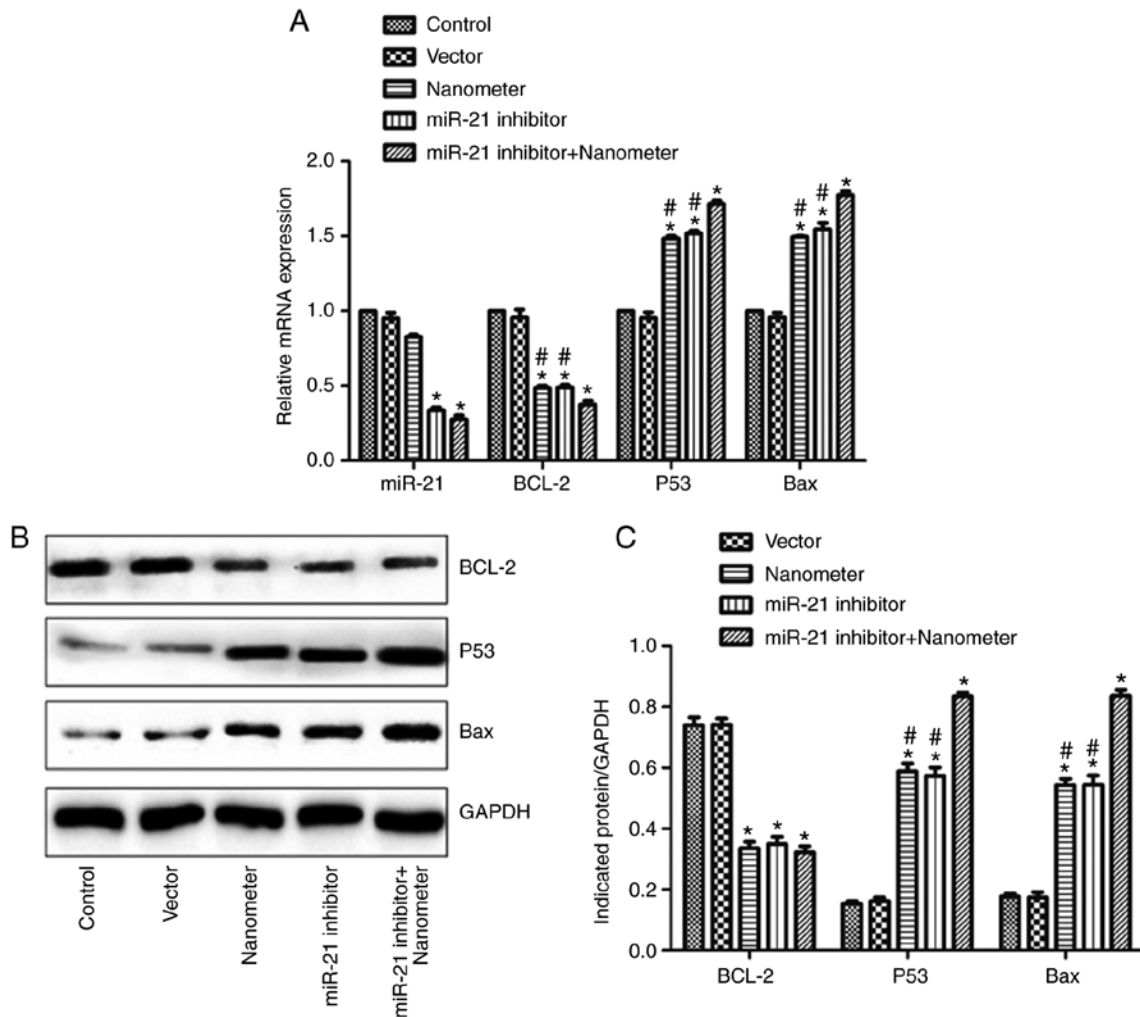 A
Control
Vector
Nanometer
miR-21 inhibitor
miR-21 inhibitor+Nanometer
Relative mRNA expression
2.0
1.5
1.0
0.5
0.0
# # *
* *
# # *
* *
* *
# # *
* *
miR-21 BCL-2 P53 Bax
B
BCL-2
P53
Bax
GAPDH
Control
Vector
Nanometer
miR-21 inhibitor
miR-21 inhibitor+
Nanometer
C
Vector
Nanometer
miR-21 inhibitor
miR-21 inhibitor+Nanometer
Indicated protein/GAPDH
1.0
0.8
0.6
0.4
0.2
0.0
* * *
# # *
* *
# # *
* *
BCL-2 P53 Bax